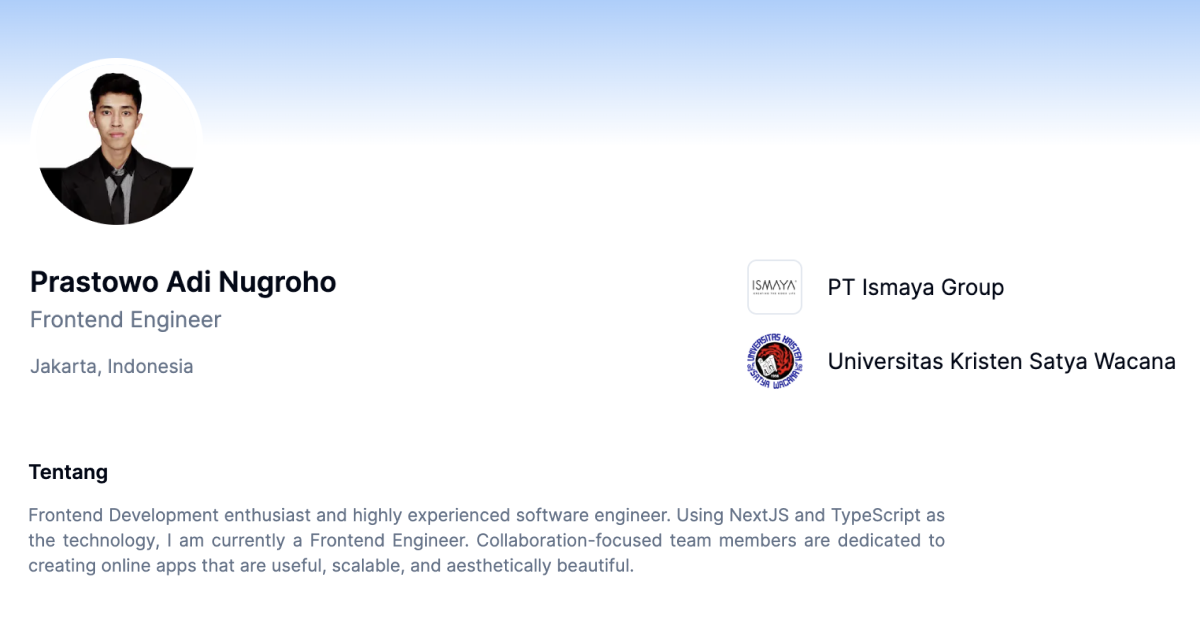 Prastowo Adi Nugroho
Frontend Engineer
Jakarta, Indonesia
ISMAYA
PT Ismaya Group
UNIVERSITAS KRISTEN
SATYA WACANA
Universitas Kristen Satya Wacana
Tentang
Frontend Development enthusiast and highly experienced software engineer. Using NextJS and TypeScript as
the technology, I am currently a Frontend Engineer. Collaboration-focused team members are dedicated to
creating online apps that are useful, scalable, and aesthetically beautiful.